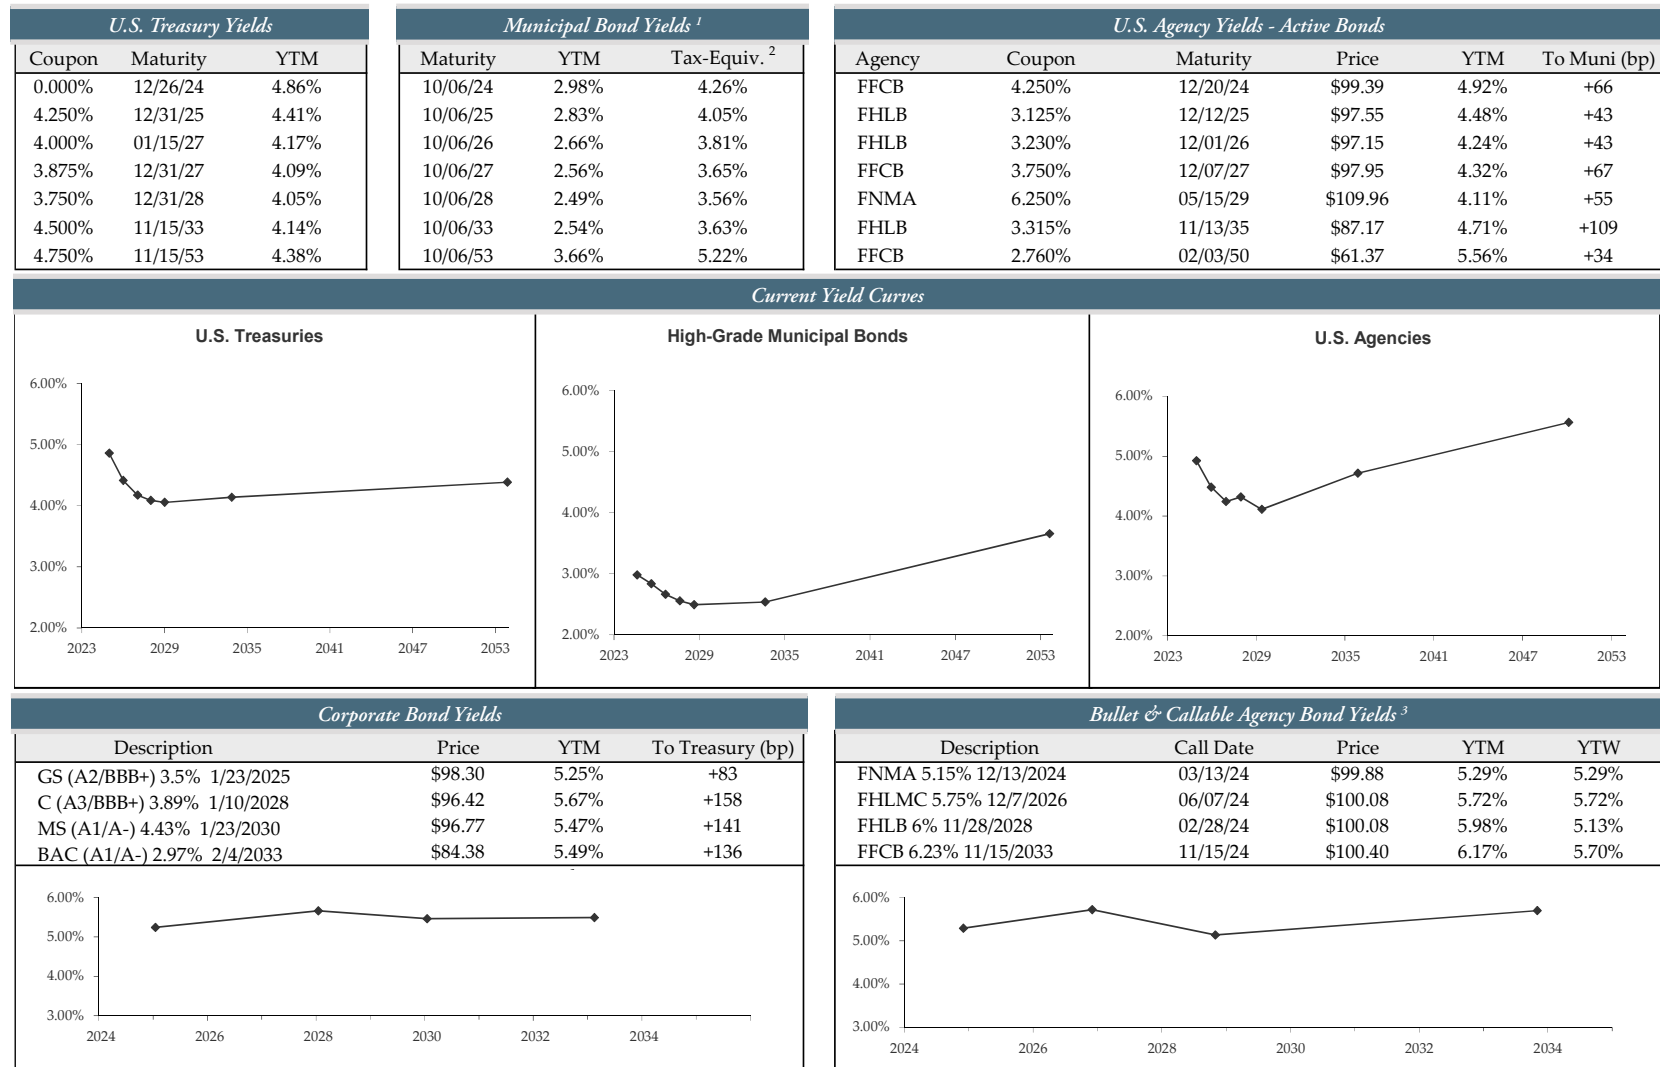 U.S. Treasury Yields
Coupon Maturity YTM
0.000% 12/26/24 4.86%
4.250% 12/31/25 4.41%
4.000% 01/15/27 4.17%
3.875% 12/31/27 4.09%
3.750% 12/31/28 4.05%
4.500% 11/15/33 4.14%
4.750% 11/15/53 4.38%
Municipal Bond Yields 1
Maturity YTM Tax-Equiv. 2
10/06/24 2.98% 4.26%
10/06/25 2.83% 4.05%
10/06/26 2.66% 3.81%
10/06/27 2.56% 3.65%
10/06/28 2.49% 3.56%
10/06/33 2.54% 3.63%
10/06/53 3.66% 5.22%
U.S. Agency Yields - Active Bonds
Agency Coupon Maturity Price YTM To Muni (bp)
FFCB 4.250% 12/20/24 $99.39 4.92% +66
FHLB 3.125% 12/12/25 $97.55 4.48% +43
FHLB 3.230% 12/01/26 $97.15 4.24% +43
FFCB 3.750% 12/07/27 $97.95 4.32% +67
FNMA 6.250% 05/15/29 $109.96 4.11% +55
FHLB 3.315% 11/13/35 $87.17 4.71% +109
FFCB 2.760% 02/03/50 $61.37 5.56% +34
Current Yield Curves
U.S. Treasuries
6.00%
5.00%
4.00%
3.00%
2.00%
2023 2029 2035 2041 2047 2053
High-Grade Municipal Bonds
6.00%
5.00%
4.00%
3.00%
2.00%
2023 2029 2035 2041 2047 2053
U.S. Agencies
6.00%
5.00%
4.00%
3.00%
2.00%
2023 2029 2035 2041 2047 2053
Corporate Bond Yields
Description Price YTM To Treasury (bp)
GS (A2/BBB+) 3.5% 1/23/2025 $98.30 5.25% +83
C (A3/BBB+) 3.89% 1/10/2028 $96.42 5.67% +158
MS (A1/A-) 4.43% 1/23/2030 $96.77 5.47% +141
BAC (A1/A-) 2.97% 2/4/2033 $84.38 5.49% +136
6.00%
5.00%
4.00%
3.00%
2024 2026 2028 2030 2032 2034
Bullet & Callable Agency Bond Yields 3
Description Call Date Price YTM YTW
FNMA 5.15% 12/13/2024 03/13/24 $99.88 5.29% 5.29%
FHLMC 5.75% 12/7/2026 06/07/24 $100.08 5.72% 5.72%
FHLB 6% 11/28/2028 02/28/24 $100.08 5.98% 5.13%
FFCB 6.23% 11/15/2033 11/15/24 $100.40 6.17% 5.70%
6.00%
5.00%
4.00%
3.00%
2024 2026 2028 2030 2032 2034